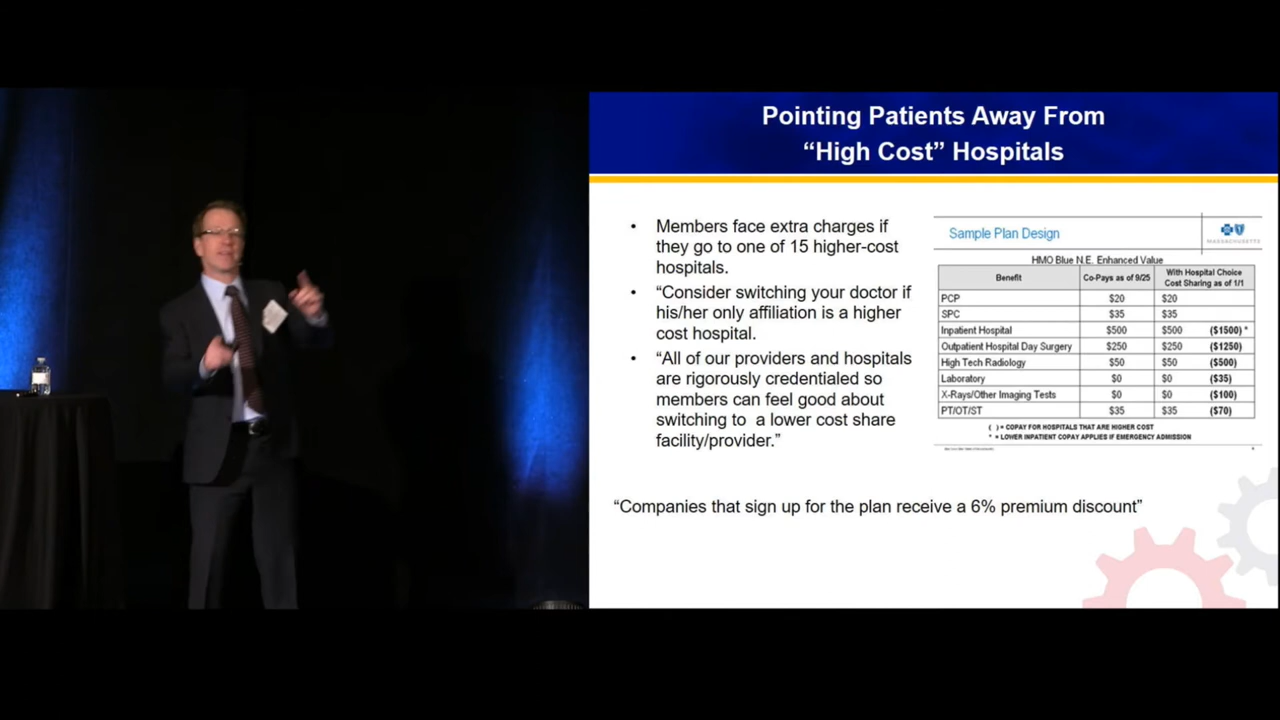 Pointing Patients Away From
“High Cost” Hospitals
• Members face extra charges if
they go to one of 15 higher-cost
hospitals.
• “Consider switching your doctor if
his/her only affiliation is a higher
cost hospital.
• “All of our providers and hospitals
are rigorously credentialed so
members can feel good about
switching to a lower cost share
facility/provider.”
Sample Plan Design
MASSACHUSETTS
HMO Blue N.E. Enhanced Value
Benefit Co-Pays as of 9/25 With Hospital Choice
Cost Sharing as of 1/1
PCP $20 $20
SPC $35 $35
Inpatient Hospital $500 $500 ($1500) *
Outpatient Hospital Day Surgery $250 $250 ($1250)
High Tech Radiology $50 $50 ($500)
Laboratory $0 $0 ($35)
X-Rays/Other Imaging Tests $0 $0 ($100)
PT/OT/ST $35 $35 ($70)
( ) = COPAY FOR HOSPITALS THAT ARE HIGHER COST
* = LOWER INPATIENT COPAY APPLIES IF EMERGENCY ADMISSION
“Companies that sign up for the plan receive a 6% premium discount”